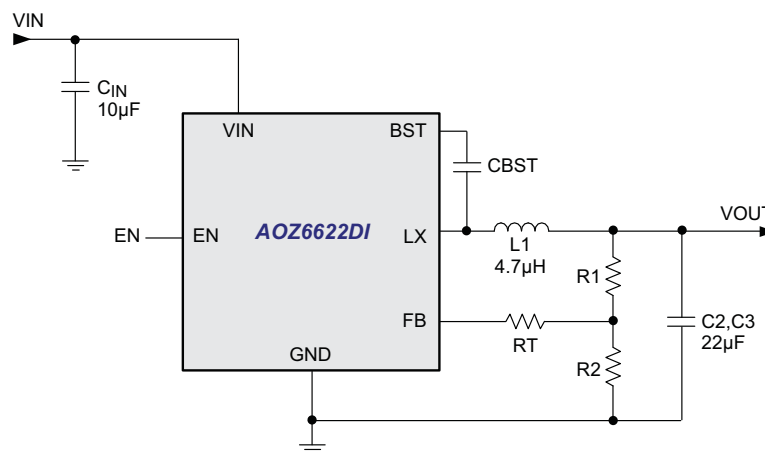 VIN
CIN
10µF
VIN
BST
CBST
EN
EN
AOZ6622DI
LX
L1
4.7µH
VOUT
R1
C2,C3
22µF
FB
RT
R2
GND